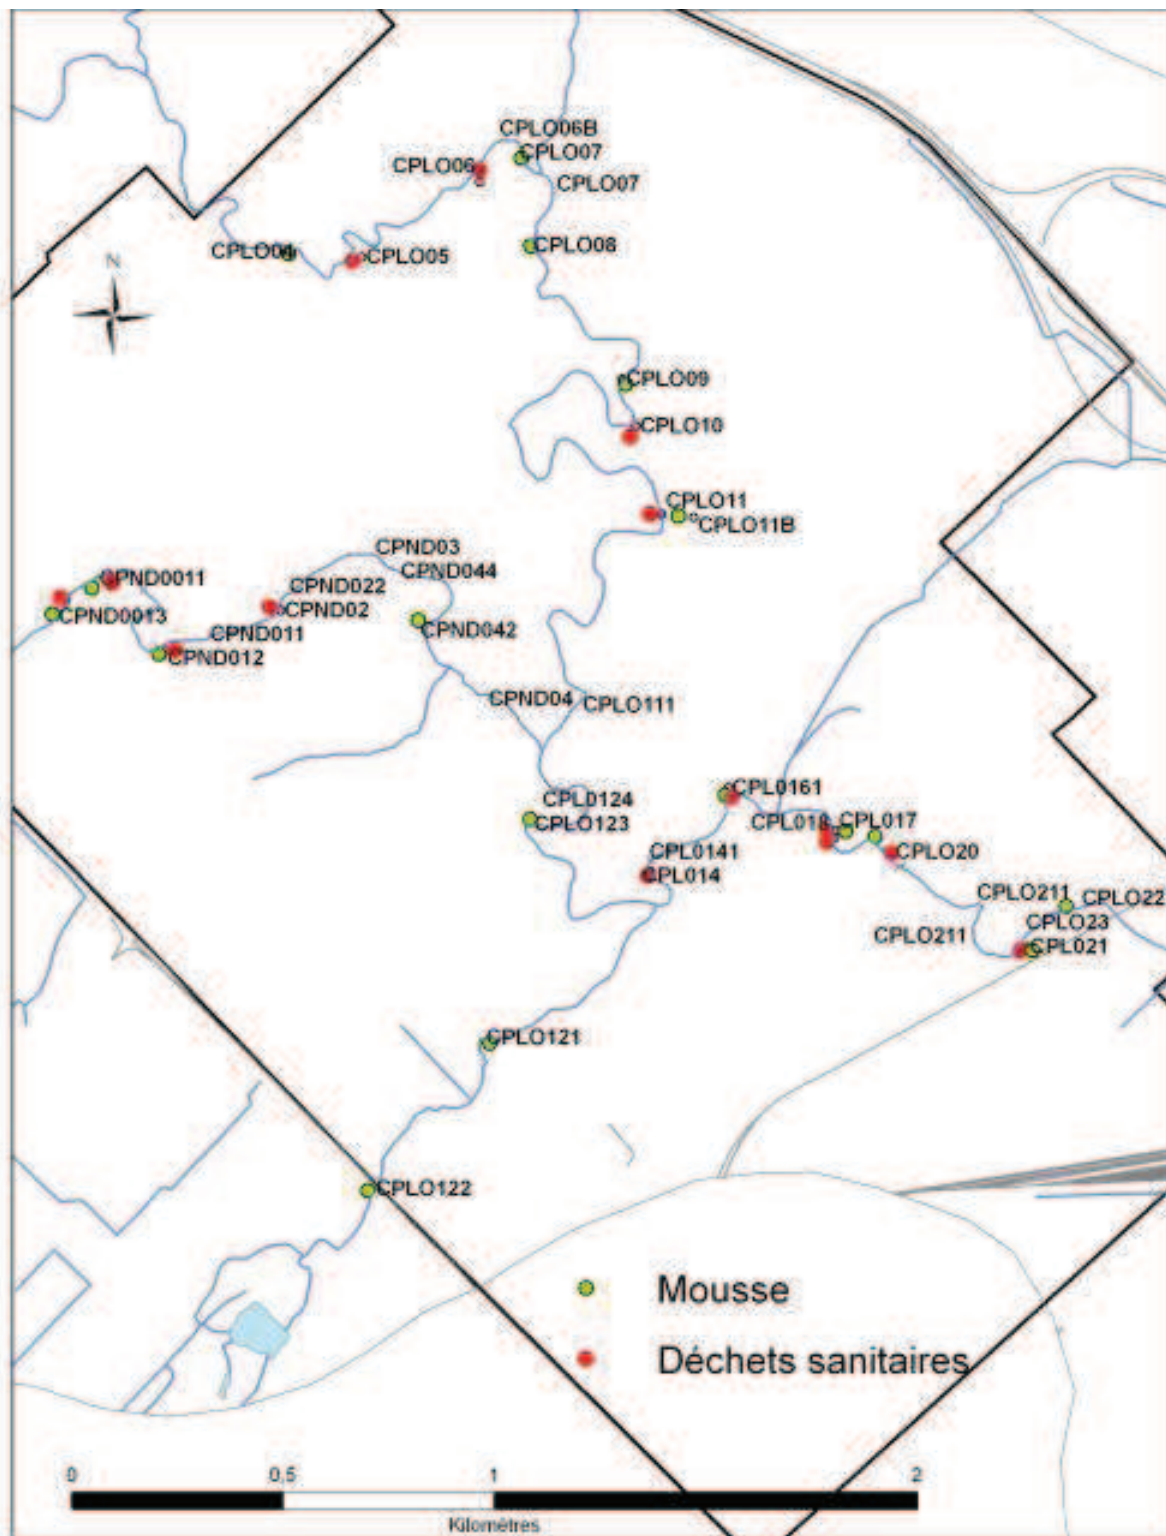 CPLO06B
CPLO06
CPLO07
CPLO07
CPLO04
CPLO05
CPLO08
N
CPLO09
CPLO10
CPLO11
CPLO11B
CPND03
CPND0011
CPND044
CPND022
CPND02
CPND0013
CPND042
CPND011
CPND012
CPND04
CPLO111
CPL0161
CPL0124
CPLO123
CPL018
CPL017
CPL0141
CPLO20
CPL014
CPLO211
CPLO22
CPLO23
CPLO211
CPL021
CPLO121
CPLO122
Mousse
Déchets sanitaires
0 0,5 1 2
Kilomètres